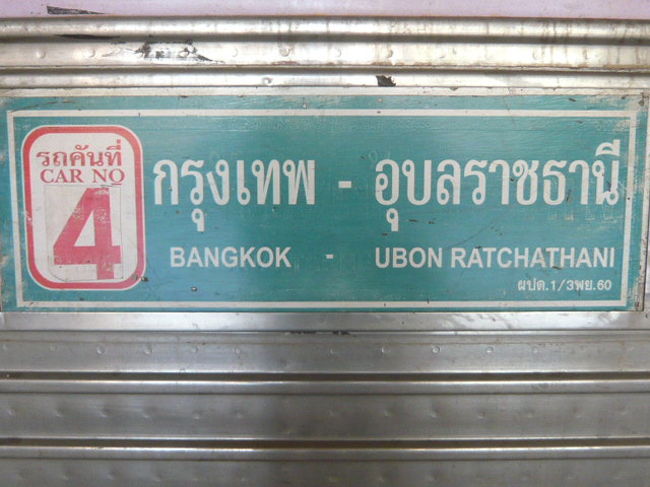 รถคันที่
CAR NO
4
กรุงเทพ - อุบลราชธานี
BANGKOK - UBON RATCHATHANI
ผปด.1/3พย.60